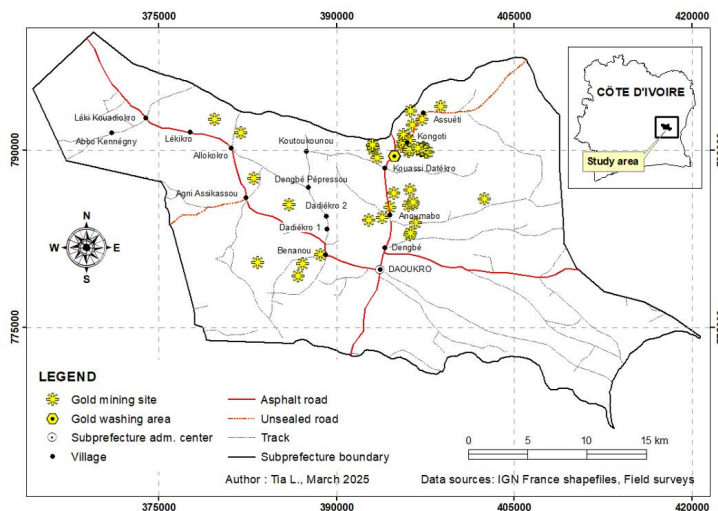 375000 390000 405000 420000
CÔTE D'IVOIRE
Study area
Léki Kouadiokro
Abbo Kennégny
Lékikro
Allokokro
Koutoukounou
Assuéti
Kongoti
790000
Kouassi Datékro
Dengbé Pépressou
Agni Assikassou
Dadiékro 2
Anoumabo
Dadiékro 1
Benanou
Dengbé
DAOUKRO
N
W E
S
775000
LEGEND
Gold mining site
Gold washing area
Subprefecture adm. center
Village
Asphalt road
Unsealed road
Track
Subprefecture boundary
0 5 10 15 km
Author : Tia L., March 2025
Data sources: IGN France shapefiles, Field surveys
375000 390000 405000 420000